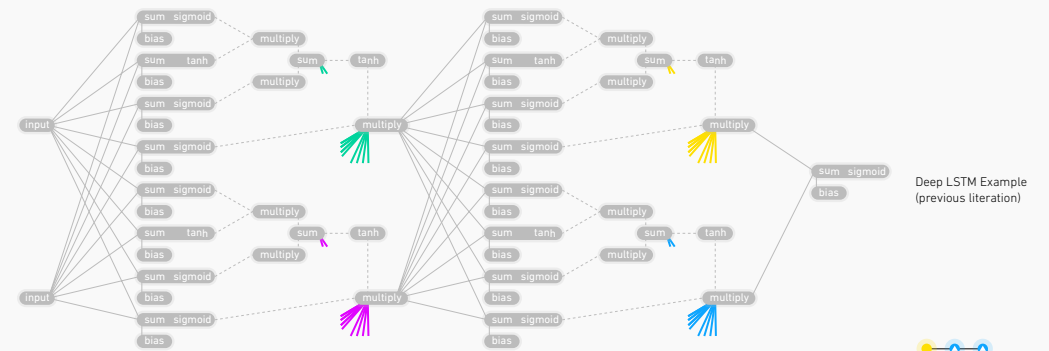 sum sigmoid
sum sigmoid
bias
multiply
bias
multiply
sum tanh
sum
tanh
sum tanh
sum
tanh
bias
multiply
bias
multiply
sum sigmoid
sum sigmoid
input
bias
multiply
bias
multiply
sum sigmoid
sum sigmoid
bias
bias
sum sigmoid
sum sigmoid
sum sigmoid
bias
Deep LSTM Example
(previous literation)
bias
multiply
bias
multiply
sum tanh
sum
tanh
sum tanh
sum
tanh
bias
multiply
bias
multiply
sum sigmoid
sum sigmoid
input
bias
multiply
bias
multiply
sum sigmoid
sum sigmoid
bias
bias